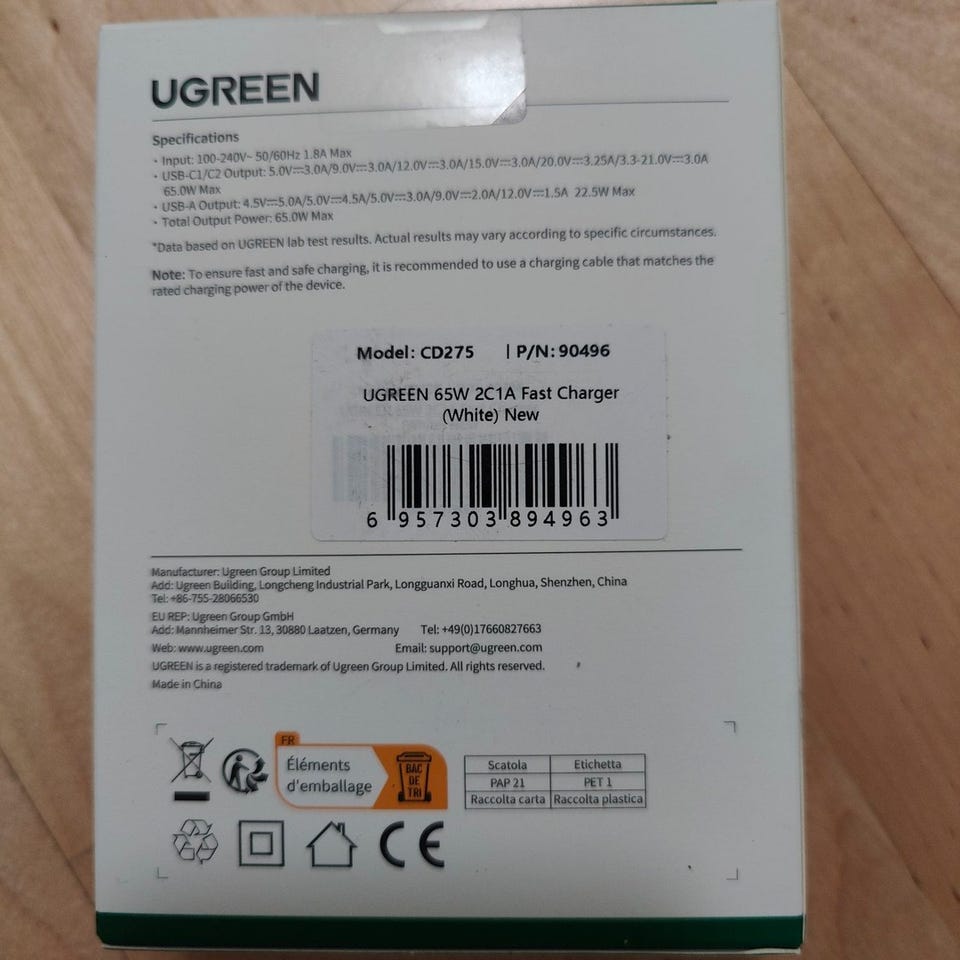 UGREEN
Specifications
· Input: 100-240V~ 50/60Hz 1.8A Max
· USB-C1/C2 Output: 5.0V⎓3.0A/9.0V⎓3.0A/12.0V⎓3.0A/15.0V⎓3.0A/20.0V⎓3.25A/3.3-21.0V⎓3.0A
65.0W Max
· USB-A Output: 4.5V⎓5.0A/5.0V⎓4.5A/5.0V⎓3.0A/9.0V⎓2.0A/12.0V⎓1.5A 22.5W Max
· Total Output Power: 65.0W Max
*Data based on UGREEN lab test results. Actual results may vary according to specific circumstances.
Note: To ensure fast and safe charging, it is recommended to use a charging cable that matches the
rated charging power of the device.
Model: CD275 | P/N: 90496
UGREEN 65W 2C1A Fast Charger
(White) New
6 957303 894963
Manufacturer: Ugreen Group Limited
Add: Ugreen Building, Longcheng Industrial Park, Longguanxi Road, Longhua, Shenzhen, China
Tel: +86-755-28066530
EU REP: Ugreen Group GmbH
Add: Mannheimer Str. 13, 30880 Laatzen, Germany Tel: +49(0)17660827663
Web: www.ugreen.com Email: support@ugreen.com
UGREEN is a registered trademark of Ugreen Group Limited. All rights reserved.
Made in China
FR
Éléments
d'emballage
BAC
DE
TRI
Scatola Etichetta
PAP 21 PET 1
Raccolta carta Raccolta plastica
CE